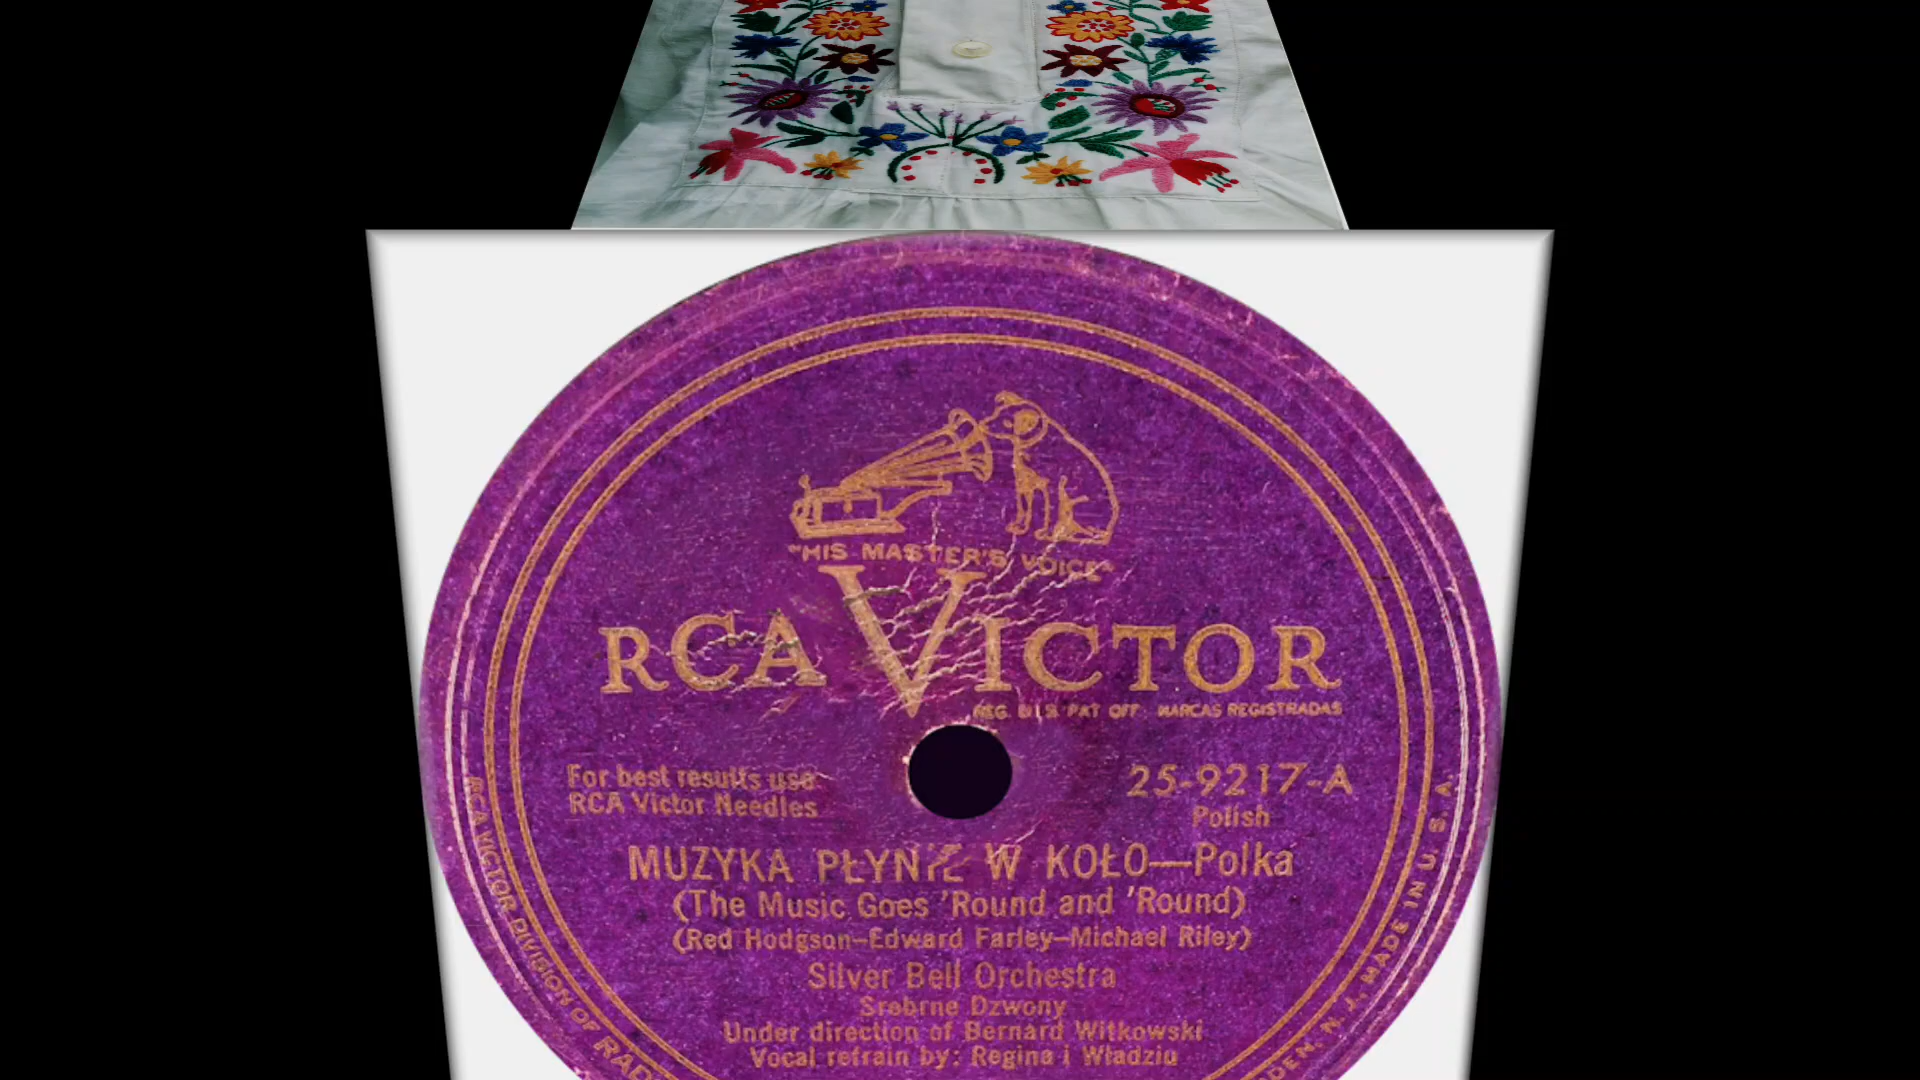 "HIS MASTER'S VOICE"
RCA VICTOR
REG. U.S. PAT OFF MARCAS REGISTRADAS
For best results use
RCA Victor Needles
25-9217-A
Polish
MUZYKA PŁYNIE W KOŁO—Polka
(The Music Goes 'Round and 'Round)
(Red Hodgson–Edward Farley–Michael Riley)
Silver Bell Orchestra
Srebrne Dzwony
Under direction of Bernard Witkowski
Vocal refrain by: Regina i Władziu
RCA VICTOR DIVISION OF
N. J., MADE IN U. S. A.